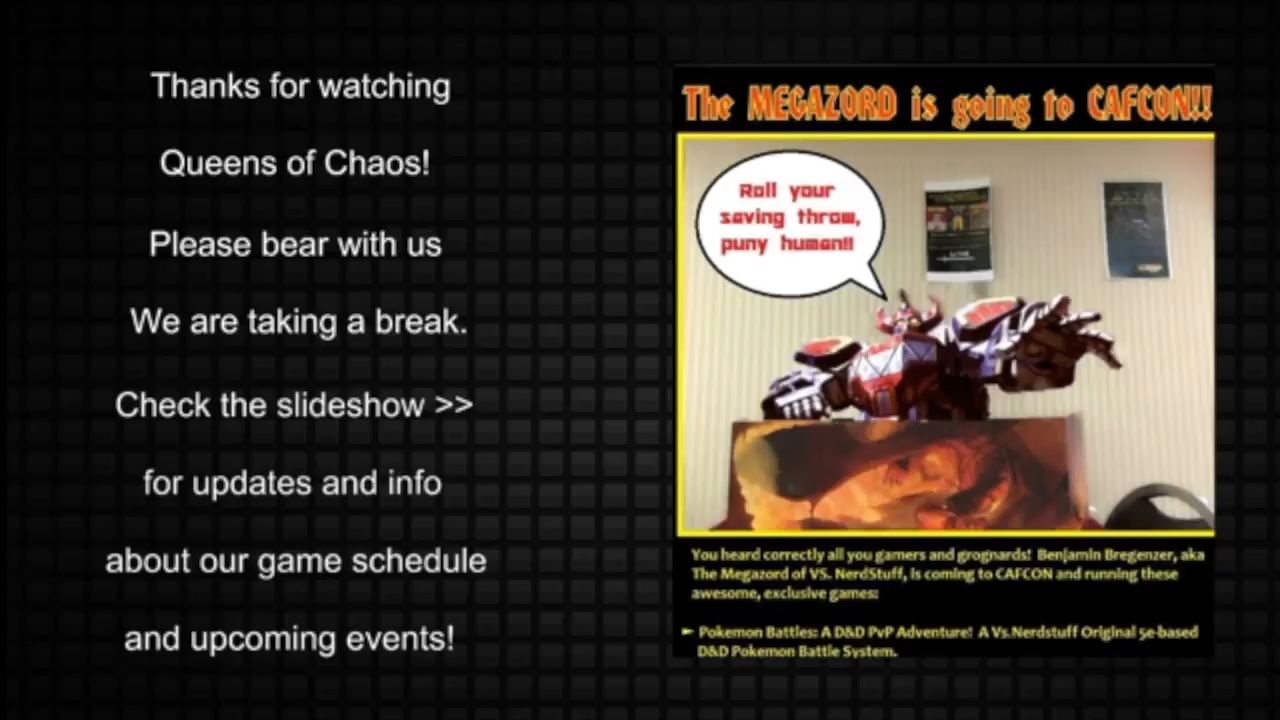 Thanks for watching
Queens of Chaos!
Please bear with us
We are taking a break.
Check the slideshow >>
for updates and info
about our game schedule
and upcoming events!
The MEGAZORD is going to CAFCON!!
Roll your
saving throw,
puny human!!
You heard correctly all you gamers and grognards! Benjamin Bregenzer, aka
The Megazord of VS. NerdStuff, is coming to CAFCON and running these
awesome, exclusive games:
► Pokemon Battles: A D&D PvP Adventure! A Vs.Nerdstuff Original 5e-based
D&D Pokemon Battle System.